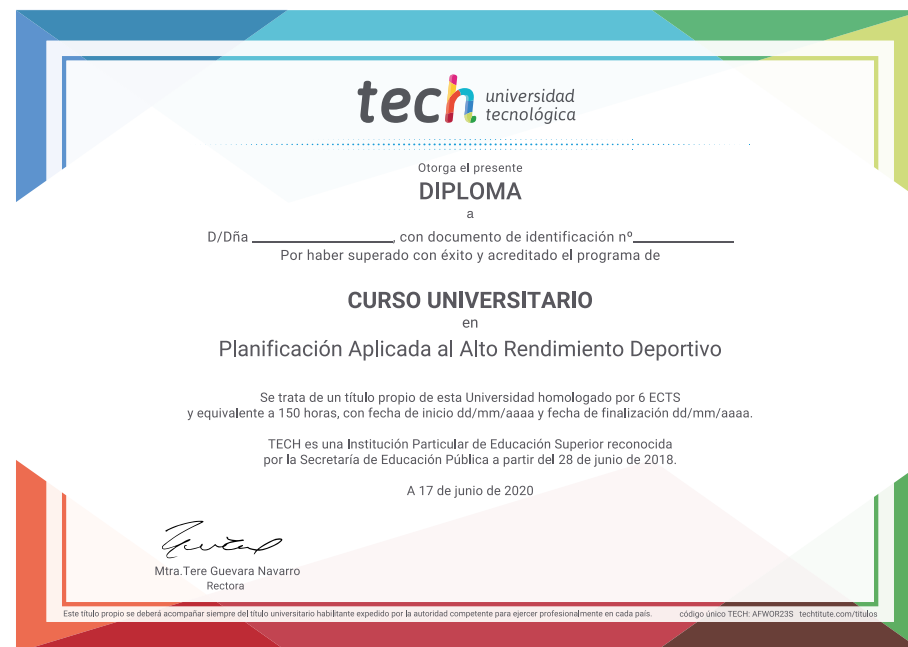 tech universidad
tecnológica
Otorga el presente
DIPLOMA
a
D/Dña ____________________, con documento de identificación nº______________
Por haber superado con éxito y acreditado el programa de
CURSO UNIVERSITARIO
en
Planificación Aplicada al Alto Rendimiento Deportivo
Se trata de un título propio de esta Universidad homologado por 6 ECTS
y equivalente a 150 horas, con fecha de inicio dd/mm/aaaa y fecha de finalización dd/mm/aaaa.
TECH es una Institución Particular de Educación Superior reconocida
por la Secretaría de Educación Pública a partir del 28 de junio de 2018.
A 17 de junio de 2020
Mtra.Tere Guevara Navarro
Rectora
Este título propio se deberá acompañar siempre del título universitario habilitante expedido por la autoridad competente para ejercer profesionalmente en cada país. código único TECH: AFWOR23S techtitute.com/titulos